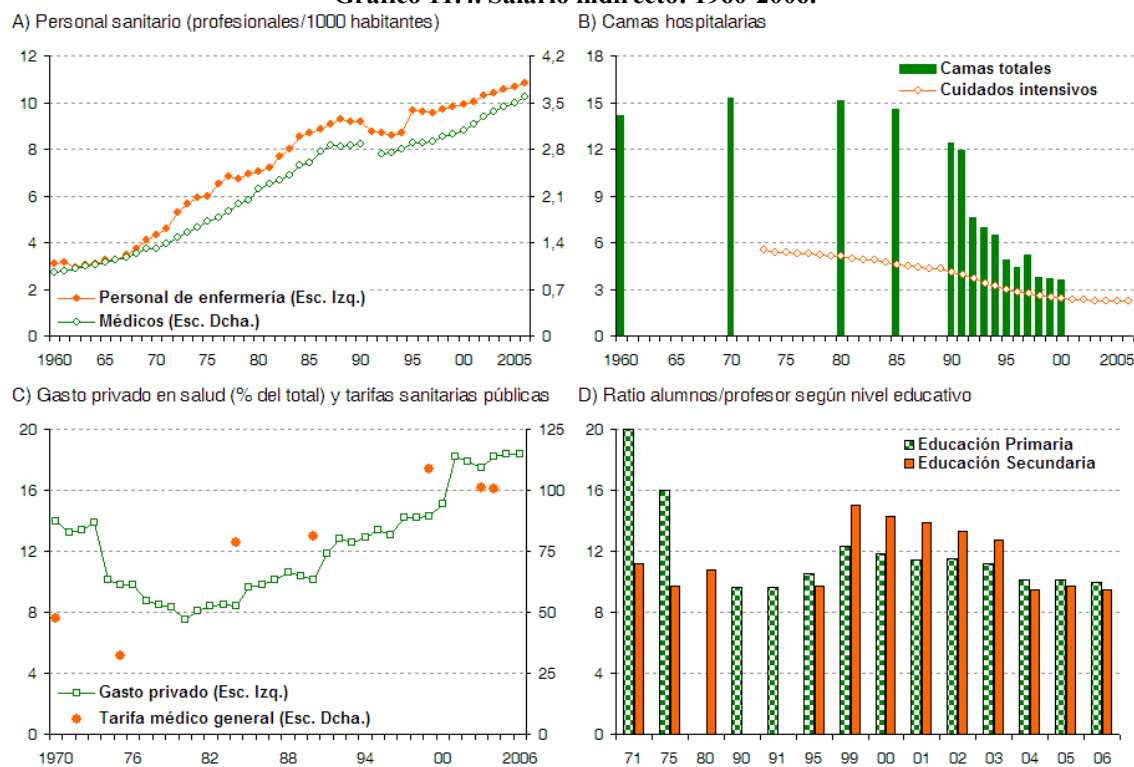 Gráfico 11.4. Salario indirecto. 1960-2006.
A) Personal sanitario (profesionales/1000 habitantes)
12
10
8
6
4
2
0
4,2
3,5
2,8
2,1
1,4
0,7
0
Personal de enfermería (Esc. Izq.)
Médicos (Esc. Dcha.)
1960 65 70 75 80 85 90 95 00 2005
B) Camas hospitalarias
18
15
12
9
6
3
0
Camas totales
Cuidados intensivos
1960 65 70 75 80 85 90 95 00 2005
C) Gasto privado en salud (% del total) y tarifas sanitarias públicas
20
16
12
8
4
0
125
100
75
50
25
0
Gasto privado (Esc. Izq.)
Tarifa médico general (Esc. Dcha.)
1970 76 82 88 94 00 2006
D) Ratio alumnos/profesor según nivel educativo
20
16
12
8
4
0
Educación Primaria
Educación Secundaria
71 75 80 90 91 95 99 00 01 02 03 04 05 06